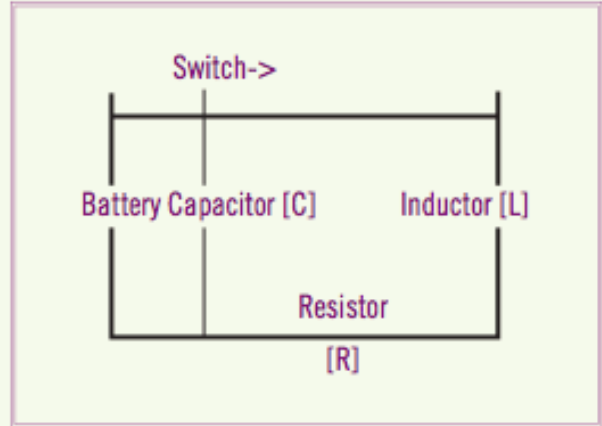 Switch->
Battery Capacitor [C] Inductor [L]
Resistor
[R]